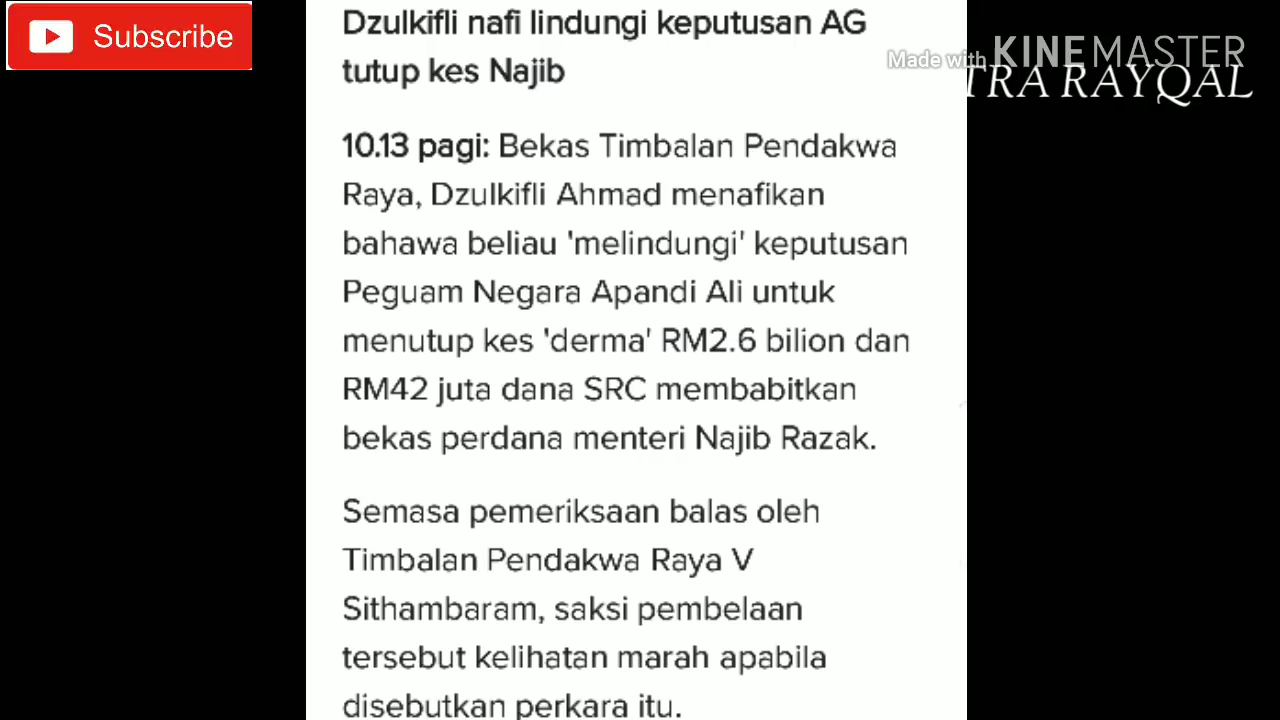 Subscribe
Dzulkifli nafi lindungi keputusan AG
tutup kes Najib
Made with KINEMASTER
TRA RAYQAL
10.13 pagi: Bekas Timbalan Pendakwa
Raya, Dzulkifli Ahmad menafikan
bahawa beliau 'melindungi' keputusan
Peguam Negara Apandi Ali untuk
menutup kes 'derma' RM2.6 bilion dan
RM42 juta dana SRC membabitkan
bekas perdana menteri Najib Razak.
Semasa pemeriksaan balas oleh
Timbalan Pendakwa Raya V
Sithambaram, saksi pembelaan
tersebut kelihatan marah apabila
disebutkan perkara itu.